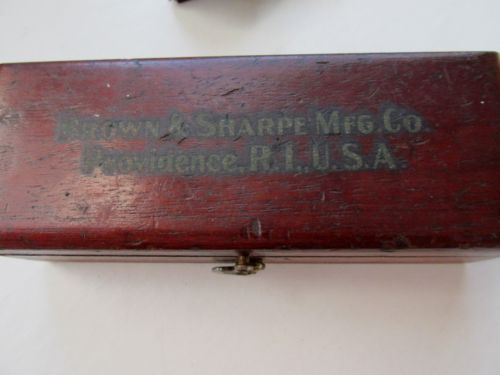 Brown & Sharpe Mfg. Co.
Providence, R.I., U.S.A.